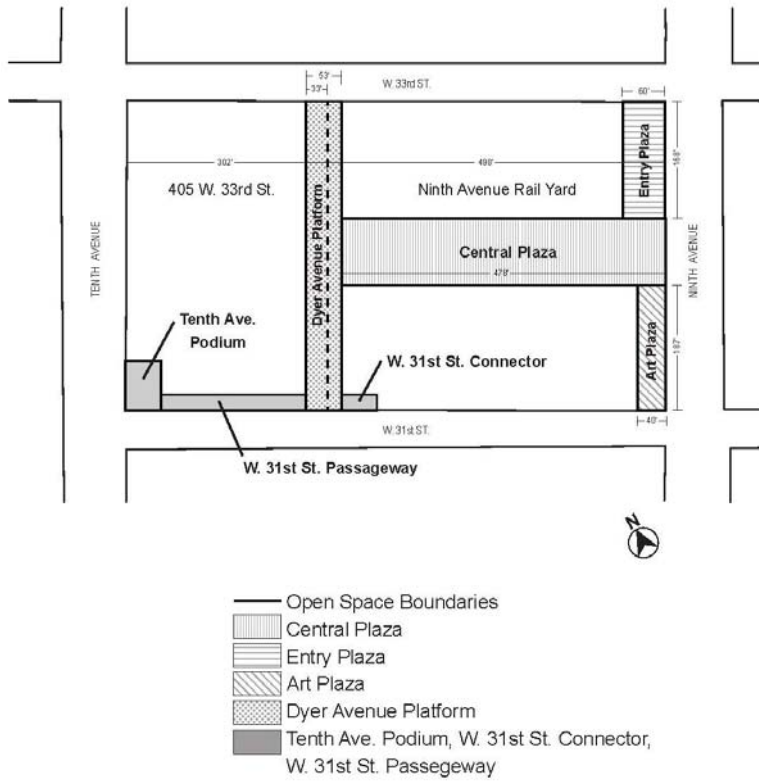 53'
33'
W. 33rd ST.
60'
302'
498'
168'
Entry Plaza
405 W. 33rd St.
Ninth Avenue Rail Yard
Dyer Avenue Platform
TENTH AVENUE
Central Plaza
478'
NINTH AVENUE
Tenth Ave.
Podium
Art Plaza
187'
W. 31st St. Connector
40'
W. 31st ST.
W. 31st St. Passageway
N
Open Space Boundaries
Central Plaza
Entry Plaza
Art Plaza
Dyer Avenue Platform
Tenth Ave. Podium, W. 31st St. Connector,
W. 31st St. Passegeway